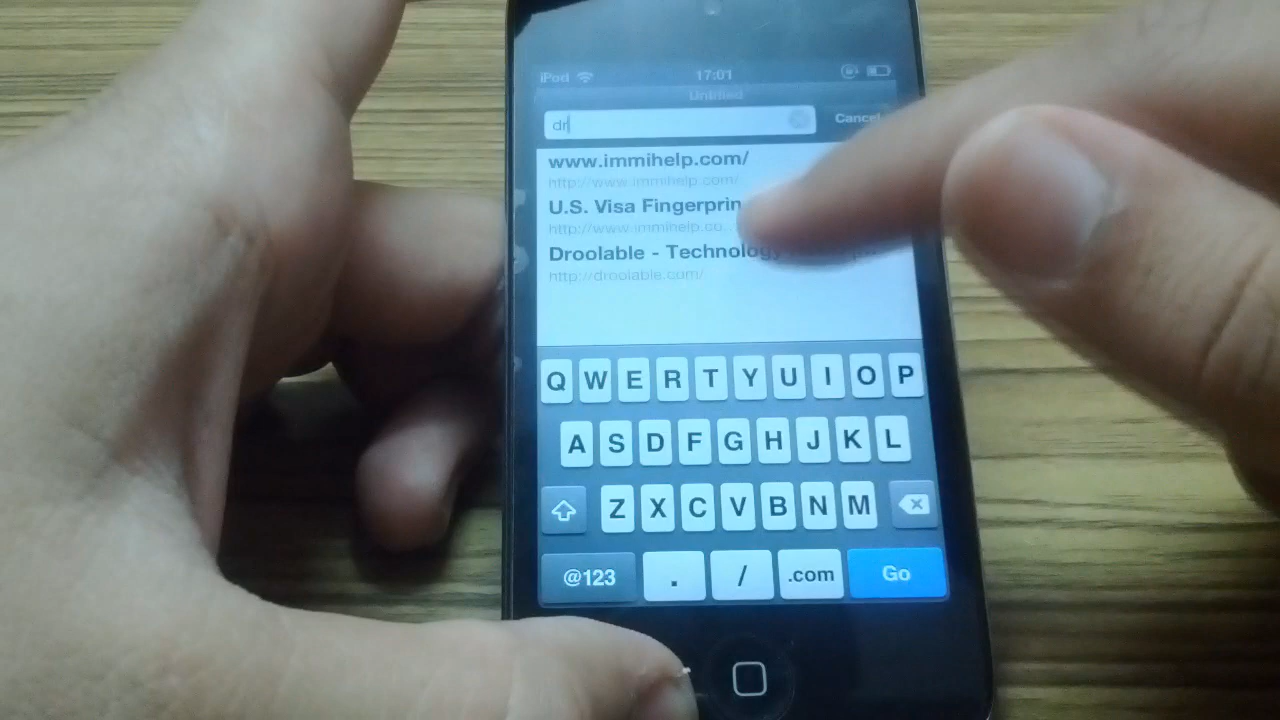 iPod 17:01
Untitled
dr Cancel
www.immihelp.com/
http://www.immihelp.com/
U.S. Visa Fingerprin
http://www.immihelp.co...
Droolable - Technology
http://droolable.com/
Q W E R T Y U I O P
A S D F G H J K L
Z X C V B N M
@123 . / .com Go